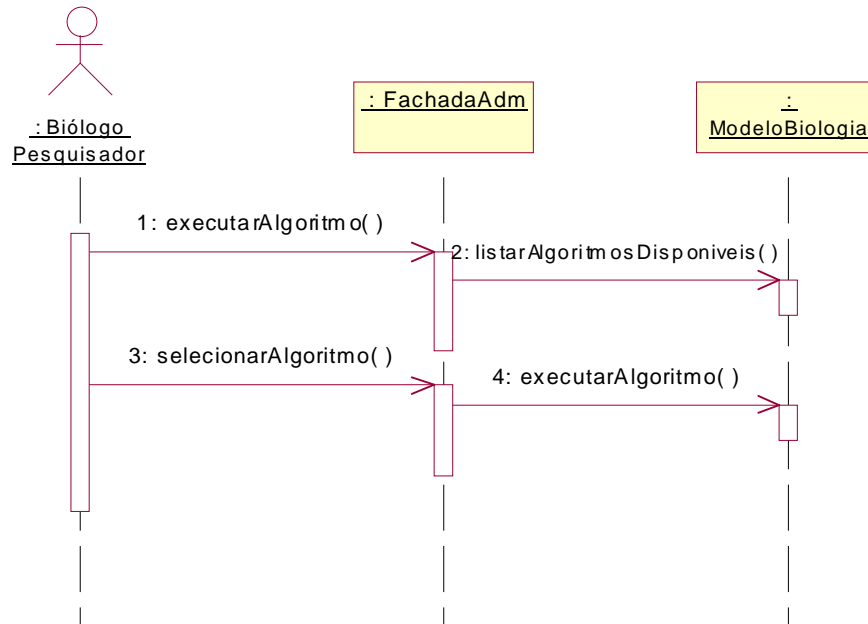 : Biólogo
Pesquisador
: FachadaAdm
:
ModeloBiologia
1: executarAlgoritmo( )
2: listarAlgoritmosDisponiveis( )
3: selecionarAlgoritmo( )
4: executarAlgoritmo( )